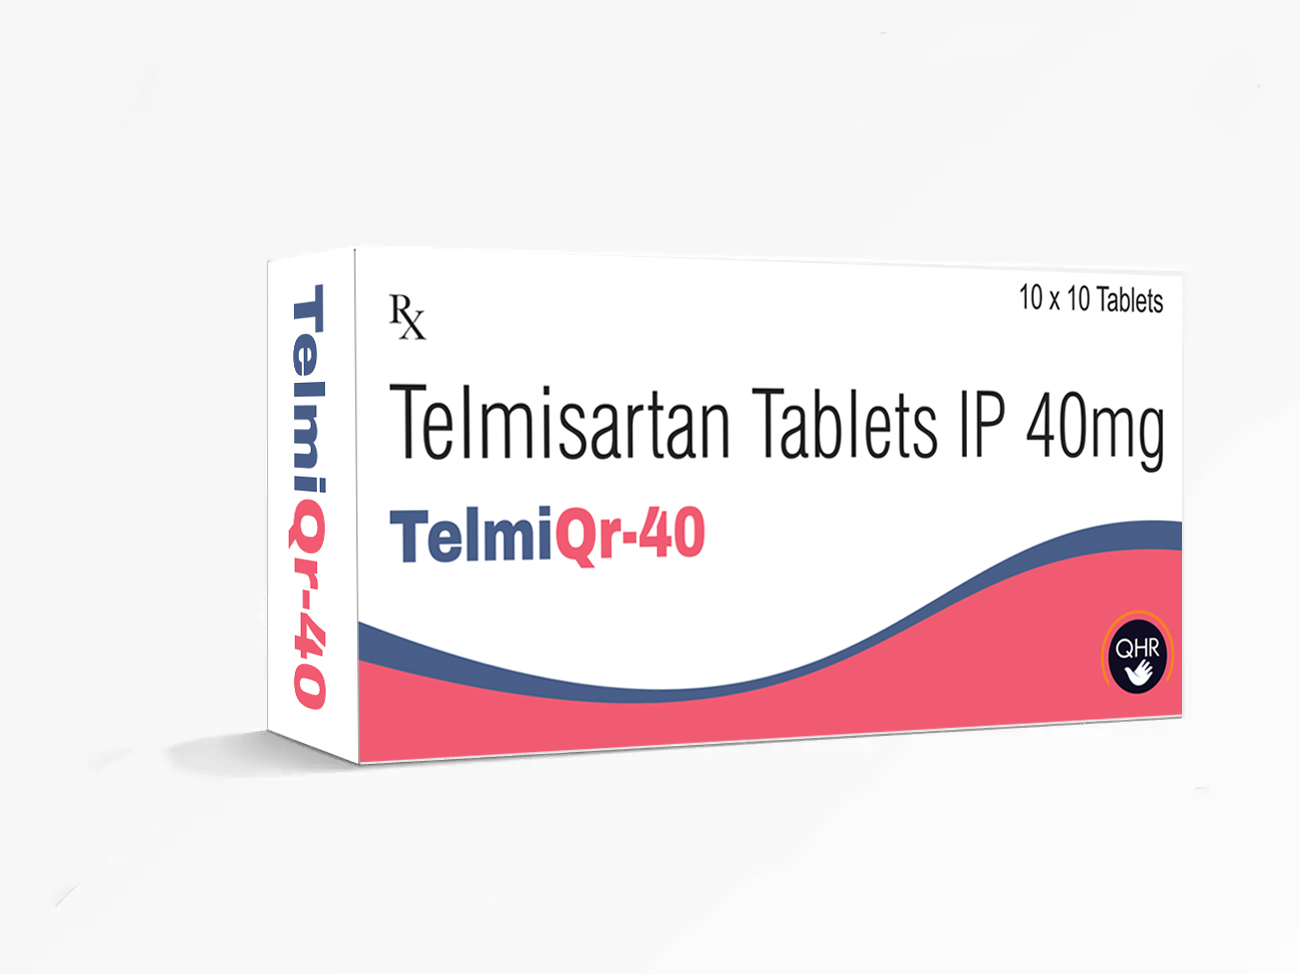 TelmiQr-40
Rx
10 x 10 Tablets
Telmisartan Tablets IP 40mg
TelmiQr-40
QHR